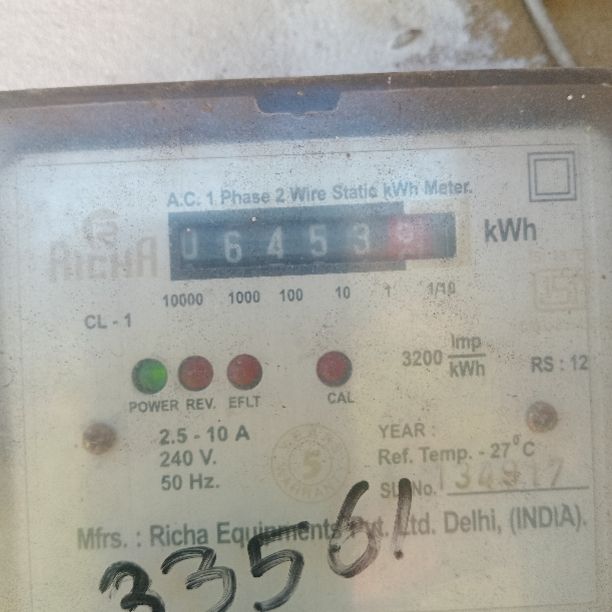 A.C. 1 Phase 2 Wire Static kWh Meter.
RICHA
0 6 4 5 3
kWh
10000 1000 100 10 1 1/10
CL - 1
3200 Imp/kWh
RS : 12
POWER REV. EFLT CAL
2.5 - 10 A
240 V.
50 Hz.
5
YEAR :
Ref. Temp. - 27°C
SL. No. 134917
Mfrs. : Richa Equipments Pvt. Ltd. Delhi, (INDIA).
33561